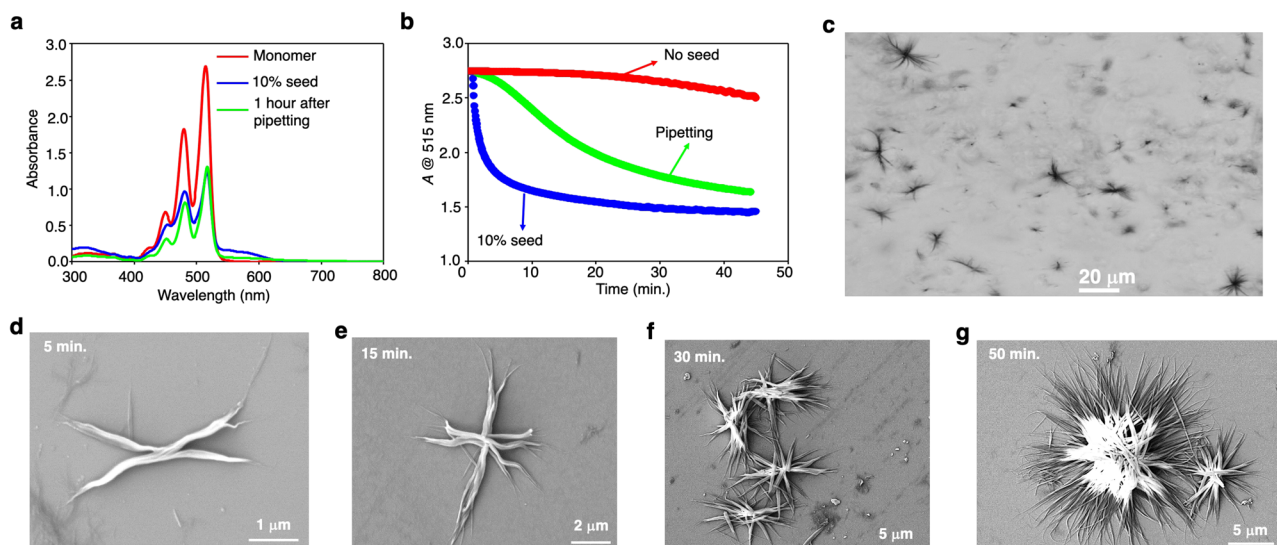 a
3.0
2.5
2.0
1.5
1.0
0.5
0.0
300 400 500 600 700 800
Absorbance
Wavelength (nm)
Monomer
10% seed
1 hour after
pipetting
b
3.0
2.5
2.0
1.5
1.0
0 10 20 30 40 50
A @ 515 nm
Time (min.)
No seed
Pipetting
10% seed
c
20 μm
d
5 min.
1 μm
e
15 min.
2 μm
f
30 min.
5 μm
g
50 min.
5 μm